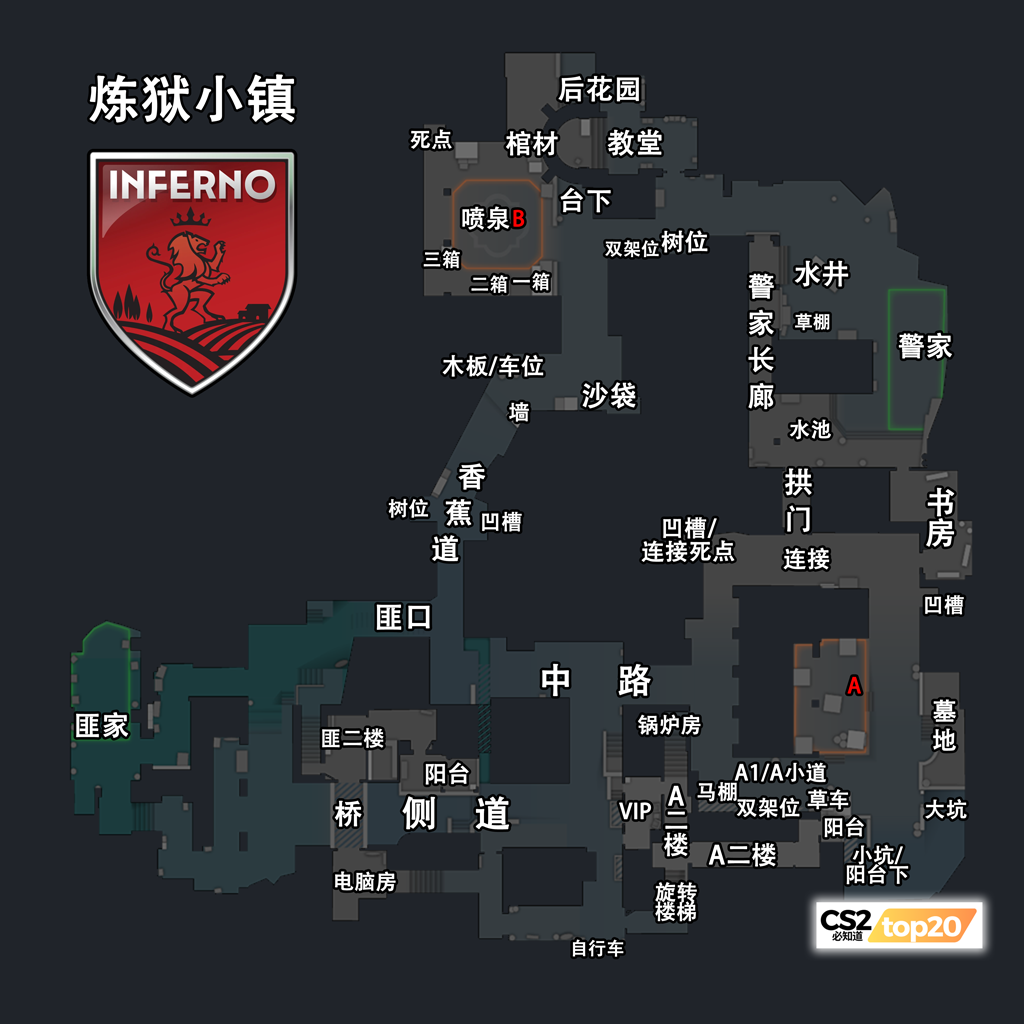 炼狱小镇
INFERNO
后花园
死点
棺材
教堂
台下
喷泉B
双架位
树位
三箱
二箱
一箱
警家长廊
水井
草棚
警家
木板/车位
沙袋
墙
水池
香蕉道
树位
凹槽
拱门
书房
凹槽/
连接死点
连接
凹槽
匪口
中路
A
匪家
匪二楼
锅炉房
墓地
阳台
A1/A小道
马棚
双架位
草车
桥
侧道
VIP
A二楼
阳台
大坑
A二楼
小坑/
阳台下
电脑房
旋转
楼梯
自行车
CS2
必知道
top20